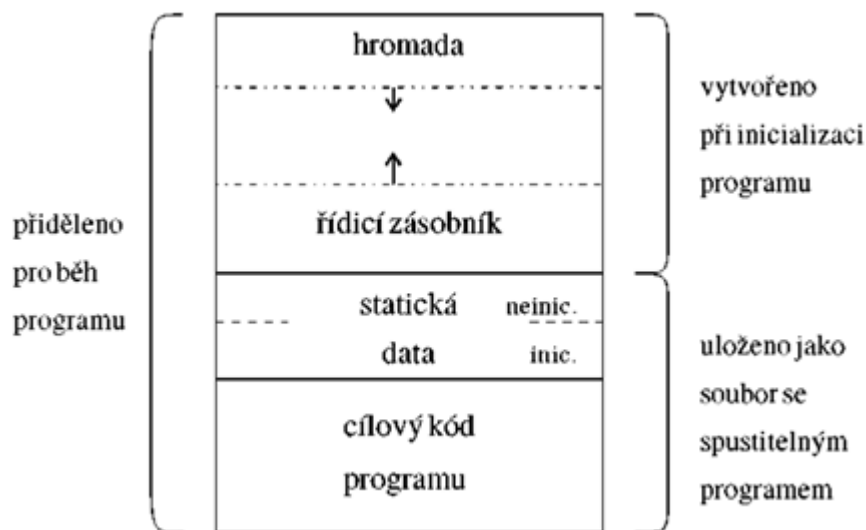 hromada
řídicí zásobník
statická neinic.
data inic.
cílový kód
programu
přiděleno
pro běh
programu
vytvořeno
při inicializaci
programu
uloženo jako
soubor se
spustitelným
programem